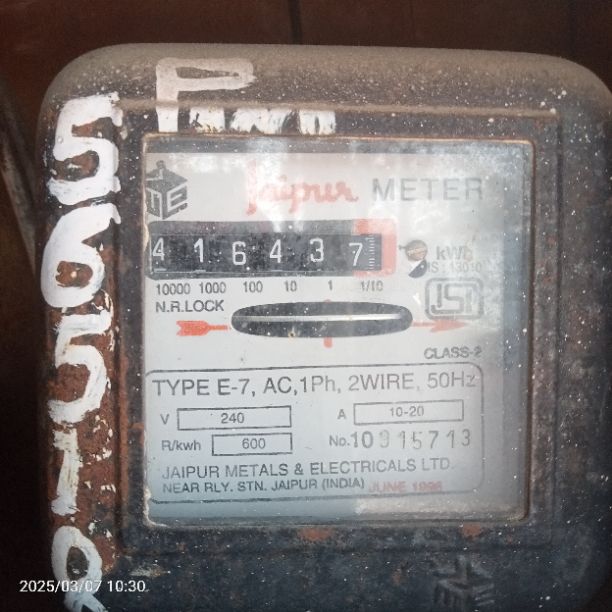 Jaipur METER
4 1 6 4 3 7
kWh
IS : 13010
10000 1000 100 10 1 1/10
N.R.LOCK
CLASS-2
TYPE E-7, AC,1Ph, 2WIRE, 50Hz
V 240 A 10-20
R/kwh 600 No.10915713
JAIPUR METALS & ELECTRICALS LTD.
NEAR RLY. STN. JAIPUR (INDIA) JUNE 1996
2025/03/07 10:30